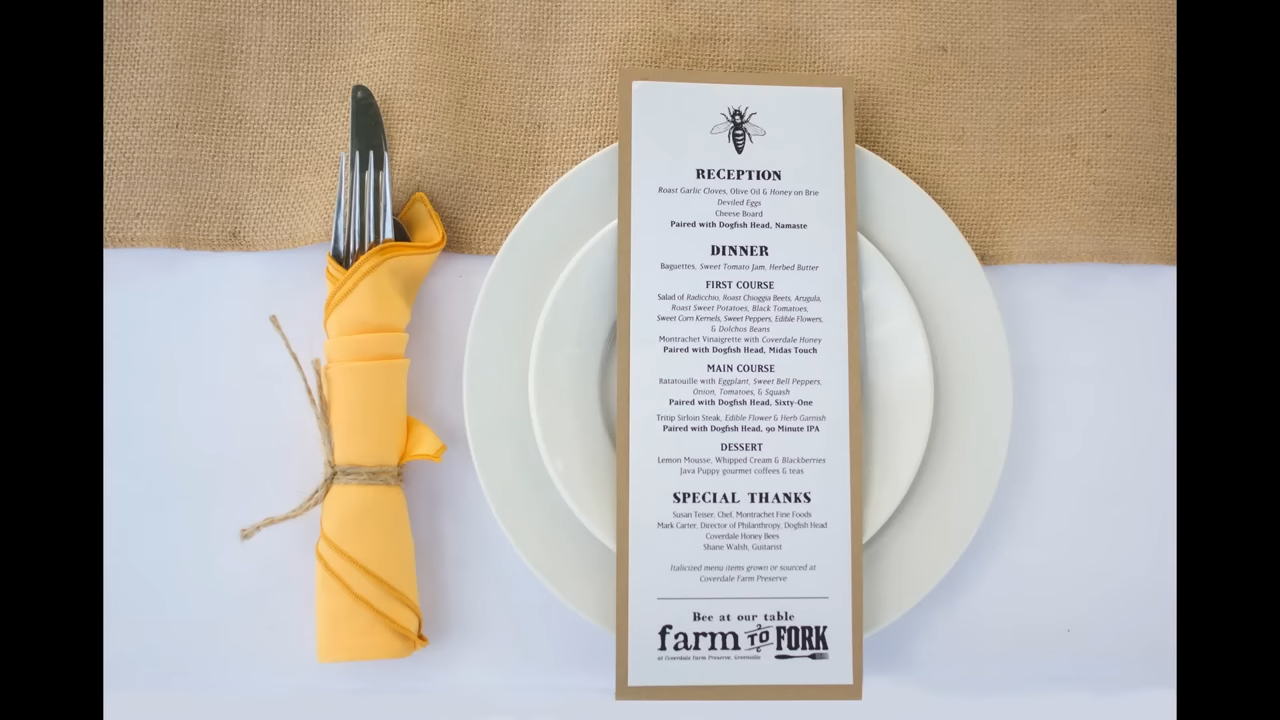 RECEPTION
Roast Garlic Cloves, Olive Oil & Honey on Brie
Deviled Eggs
Cheese Board
Paired with Dogfish Head, Namaste
DINNER
Baguettes, Sweet Tomato Jam, Herbed Butter
FIRST COURSE
Salad of Radicchio, Roast Chioggia Beets, Arugula,
Roast Sweet Potatoes, Black Tomatoes,
Sweet Corn Kernels, Sweet Peppers, Edible Flowers,
& Dolchos Beans
Montrachet Vinaigrette with Coverdale Honey
Paired with Dogfish Head, Midas Touch
MAIN COURSE
Ratatouille with Eggplant, Sweet Bell Peppers,
Onion, Tomatoes, & Squash
Paired with Dogfish Head, Sixty-One
Tritip Sirloin Steak, Edible Flower & Herb Garnish
Paired with Dogfish Head, 90 Minute IPA
DESSERT
Lemon Mousse, Whipped Cream & Blackberries
Java Puppy gourmet coffees & teas
SPECIAL THANKS
Susan Teiser, Chef, Montrachet Fine Foods
Mark Carter, Director of Philanthropy, Dogfish Head
Coverdale Honey Bees
Shane Walsh, Guitarist
Italicized menu items grown or sourced at
Coverdale Farm Preserve
Bee at our table
farm TO FORK
at Coverdale Farm Preserve, Greenville